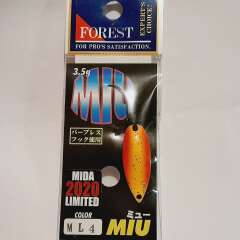 FOREST
FOR PRO'S SATISFACTION.
EXPERT'S
CHOICE!
3.5g
MIU
バーブレス
フック使用
MIDA
2020
LIMITED
COLOR
ML4
ミュー
MIU